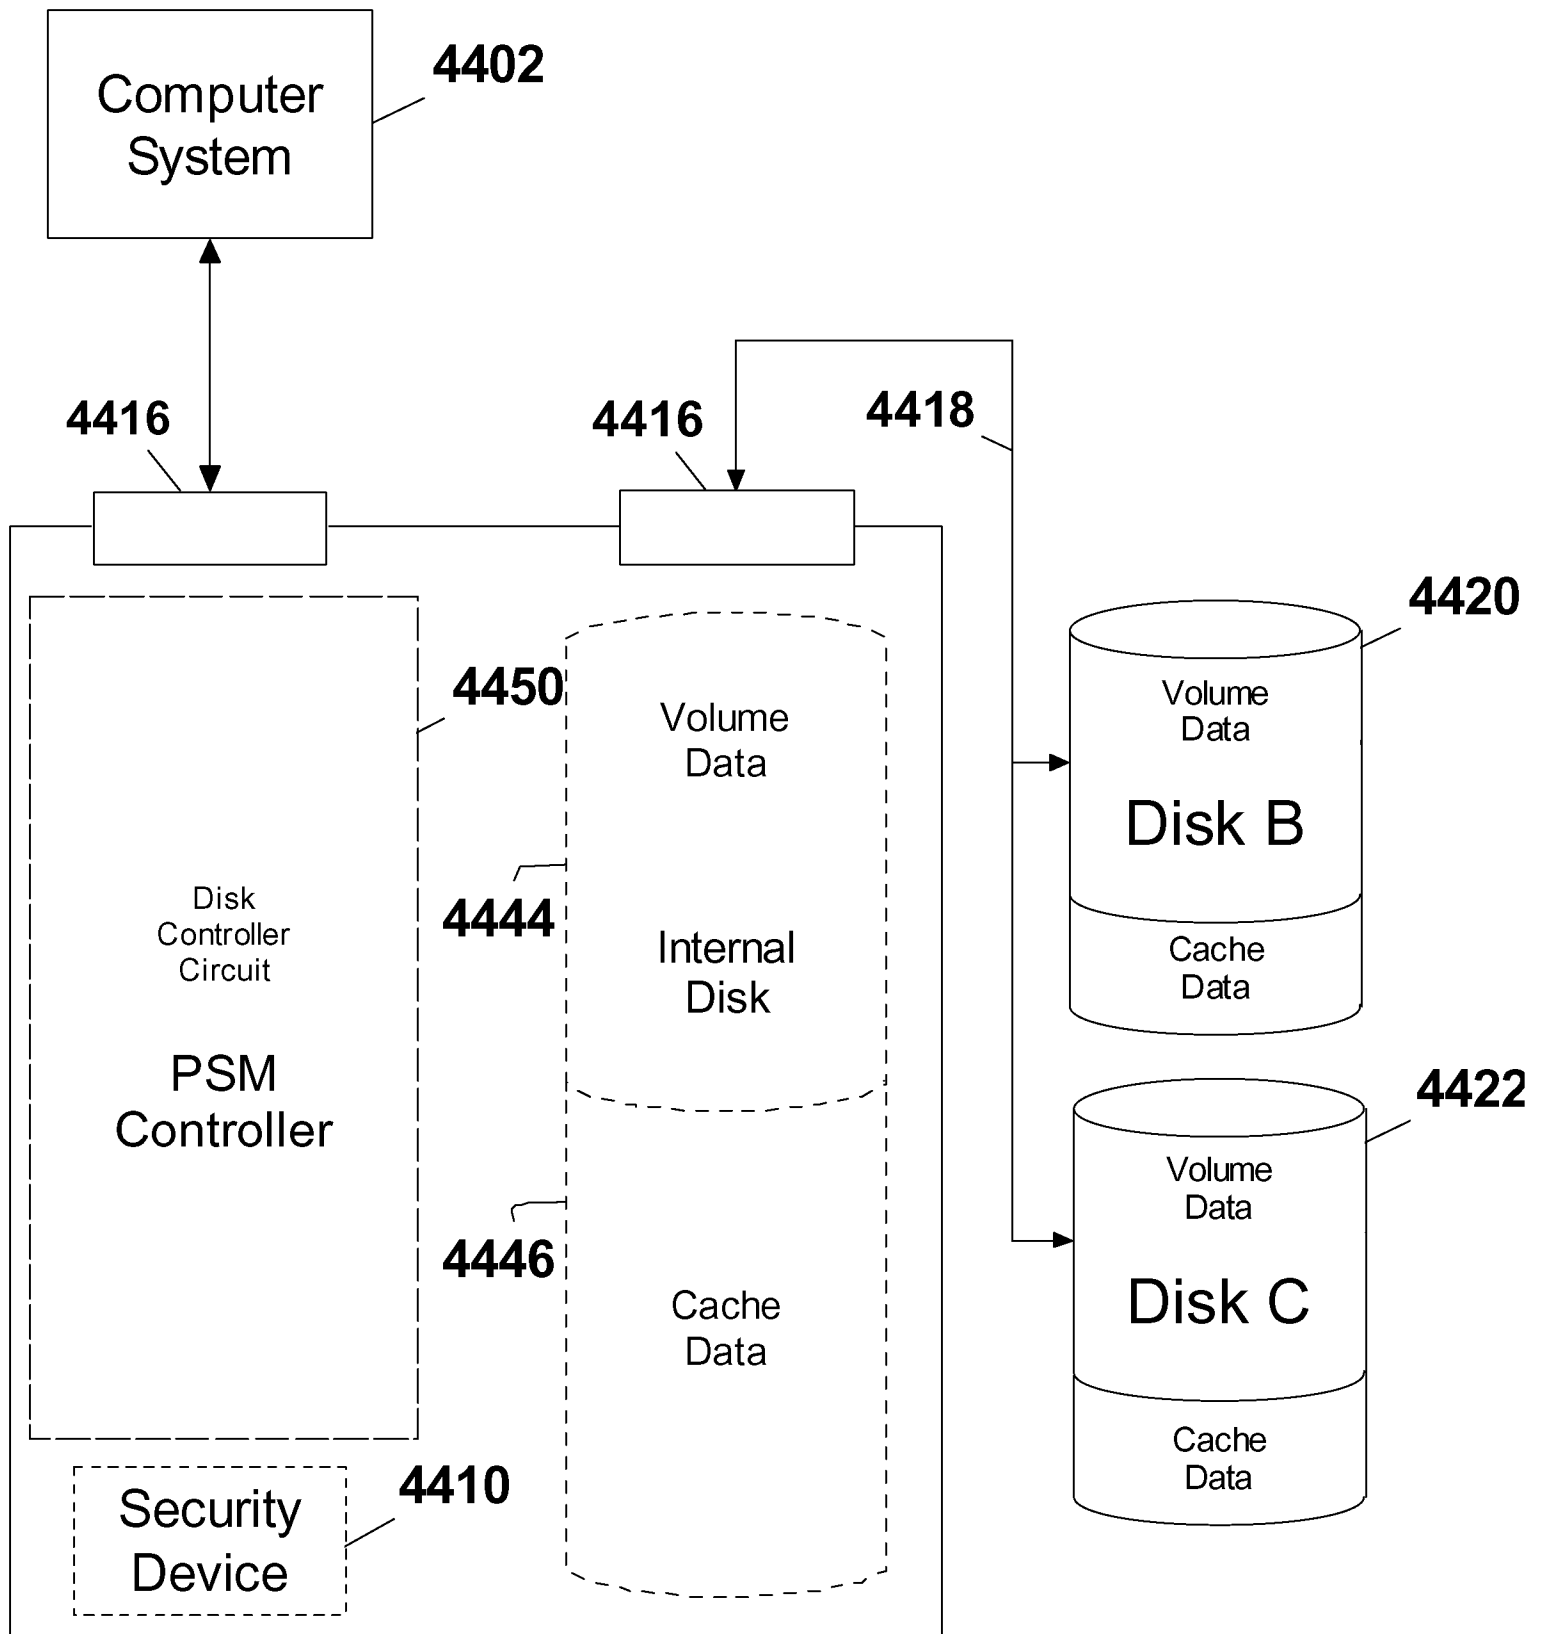 Computer
System
4402
4416
4416
4418
4420
4450
Volume
Data
Volume
Data
Disk B
Disk
Controller
Circuit
4444
Internal
Disk
Cache
Data
PSM
Controller
4422
Volume
Data
4446
Cache
Data
Disk C
Cache
Data
Security
Device
4410